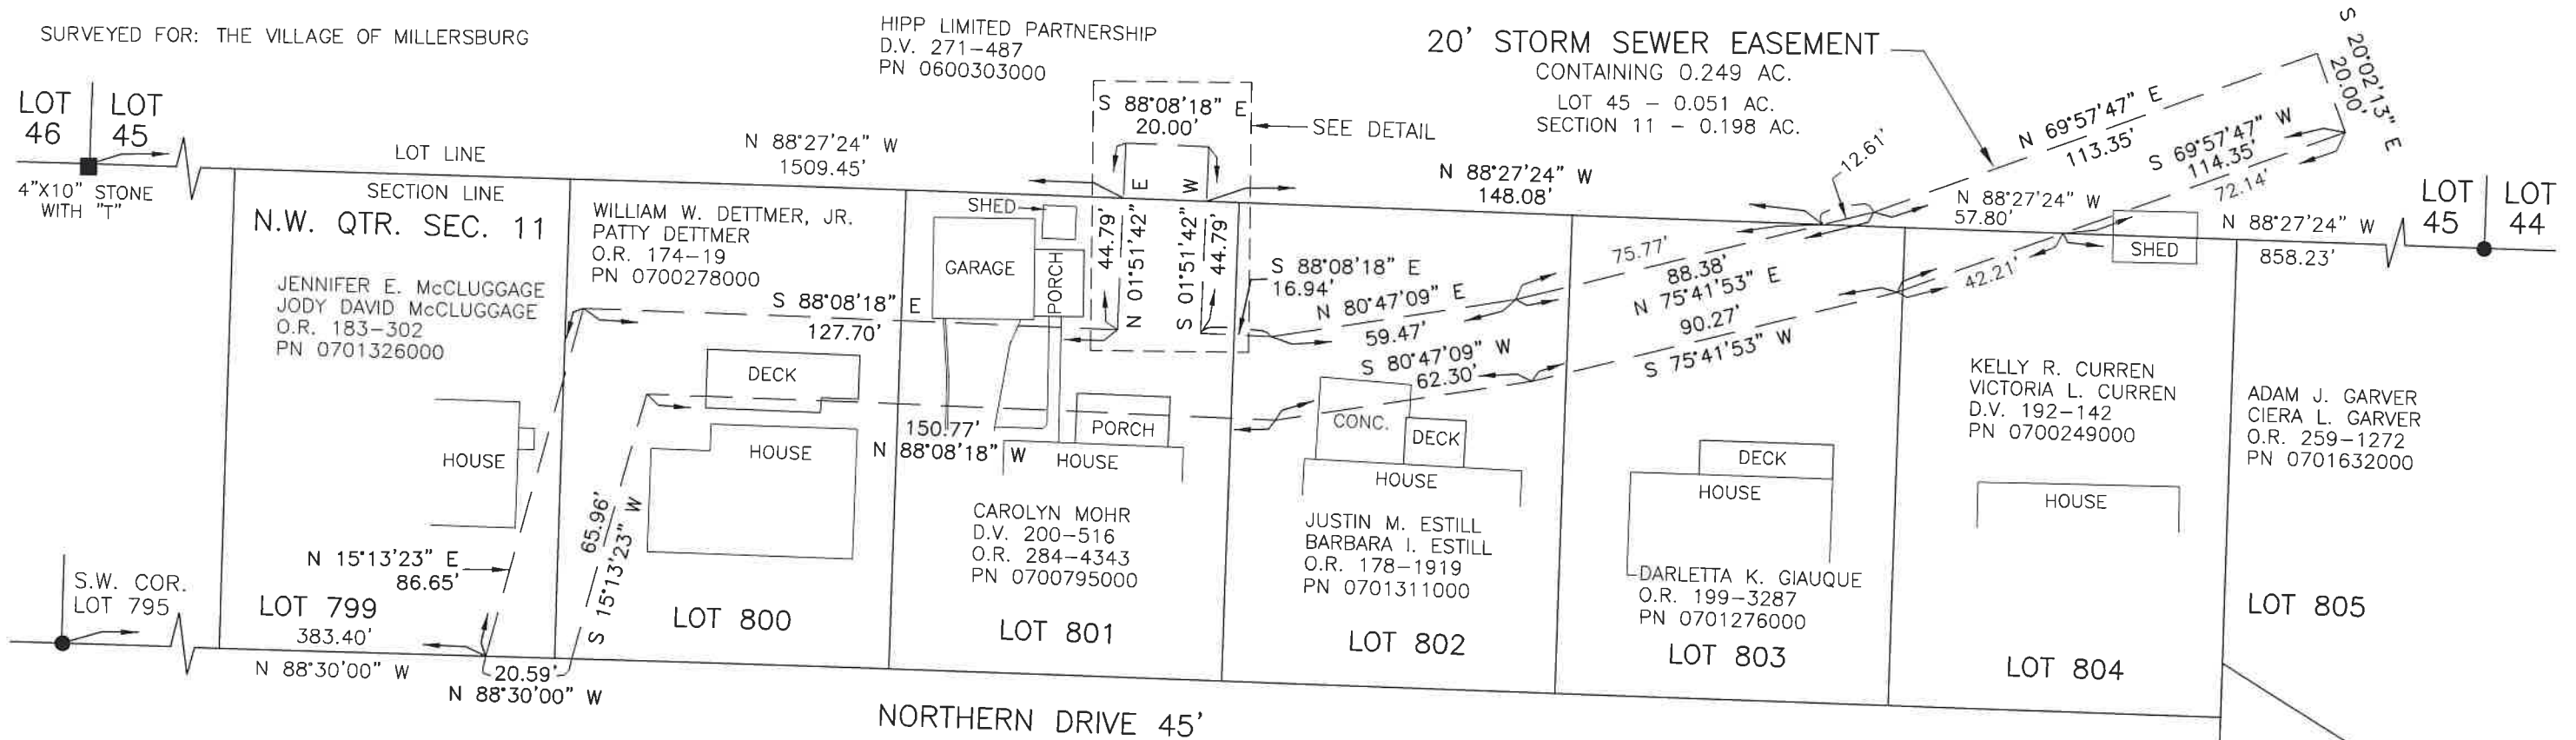 SURVEYED FOR: THE VILLAGE OF MILLERSBURG
HIPP LIMITED PARTNERSHIP
D.V. 271-487
PN 0600303000
20' STORM SEWER EASEMENT
CONTAINING 0.249 AC.
LOT 45 - 0.051 AC.
SECTION 11 - 0.198 AC.
S 20°02'13" E
20.00'
N 69°57'47" E
113.35'
S 69°57'47" W
114.35'
72.14'
LOT
46
LOT
45
4"X10" STONE
WITH "T"
LOT LINE
SECTION LINE
N 88°27'24" W
1509.45'
S 88°08'18" E
20.00'
SEE DETAIL
N 88°27'24" W
148.08'
12.61'
N 88°27'24" W
57.80'
SHED
N 88°27'24" W
858.23'
LOT
45
LOT
44
N.W. QTR. SEC. 11
JENNIFER E. McCLUGGAGE
JODY DAVID McCLUGGAGE
O.R. 183-302
PN 0701326000
WILLIAM W. DETTMER, JR.
PATTY DETTMER
O.R. 174-19
PN 0700278000
S 88°08'18" E
127.70'
SHED
GARAGE
PORCH
N 01°51'42" E
44.79'
S 01°51'42" W
44.79'
S 88°08'18" E
16.94'
N 80°47'09" E
59.47'
S 80°47'09" W
62.30'
75.77'
88.38'
N 75°41'53" E
90.27'
S 75°41'53" W
42.21'
DECK
HOUSE
HOUSE
150.77'
N 88°08'18" W
PORCH
HOUSE
CONC.
DECK
HOUSE
DECK
HOUSE
HOUSE
KELLY R. CURREN
VICTORIA L. CURREN
D.V. 192-142
PN 0700249000
ADAM J. GARVER
CIERA L. GARVER
O.R. 259-1272
PN 0701632000
CAROLYN MOHR
D.V. 200-516
O.R. 284-4343
PN 0700795000
JUSTIN M. ESTILL
BARBARA I. ESTILL
O.R. 178-1919
PN 0701311000
DARLETTA K. GIAUQUE
O.R. 199-3287
PN 0701276000
N 15°13'23" E
86.65'
65.96'
S 15°13'23" W
S.W. COR.
LOT 795
LOT 799
383.40'
N 88°30'00" W
20.59'
N 88°30'00" W
LOT 800
LOT 801
LOT 802
LOT 803
LOT 804
LOT 805
NORTHERN DRIVE 45'